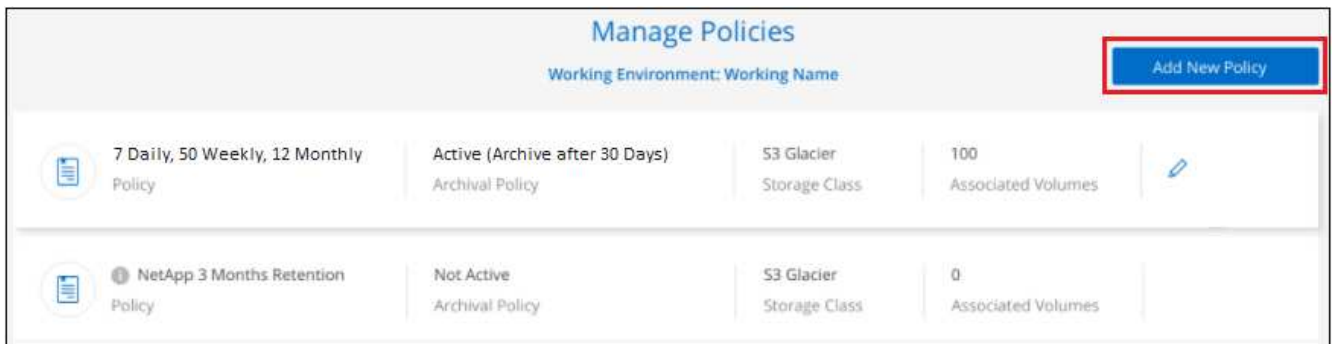 Manage Policies
Working Environment: Working Name
Add New Policy
7 Daily, 50 Weekly, 12 Monthly
Policy
Active (Archive after 30 Days)
Archival Policy
S3 Glacier
Storage Class
100
Associated Volumes
NetApp 3 Months Retention
Policy
Not Active
Archival Policy
S3 Glacier
Storage Class
0
Associated Volumes